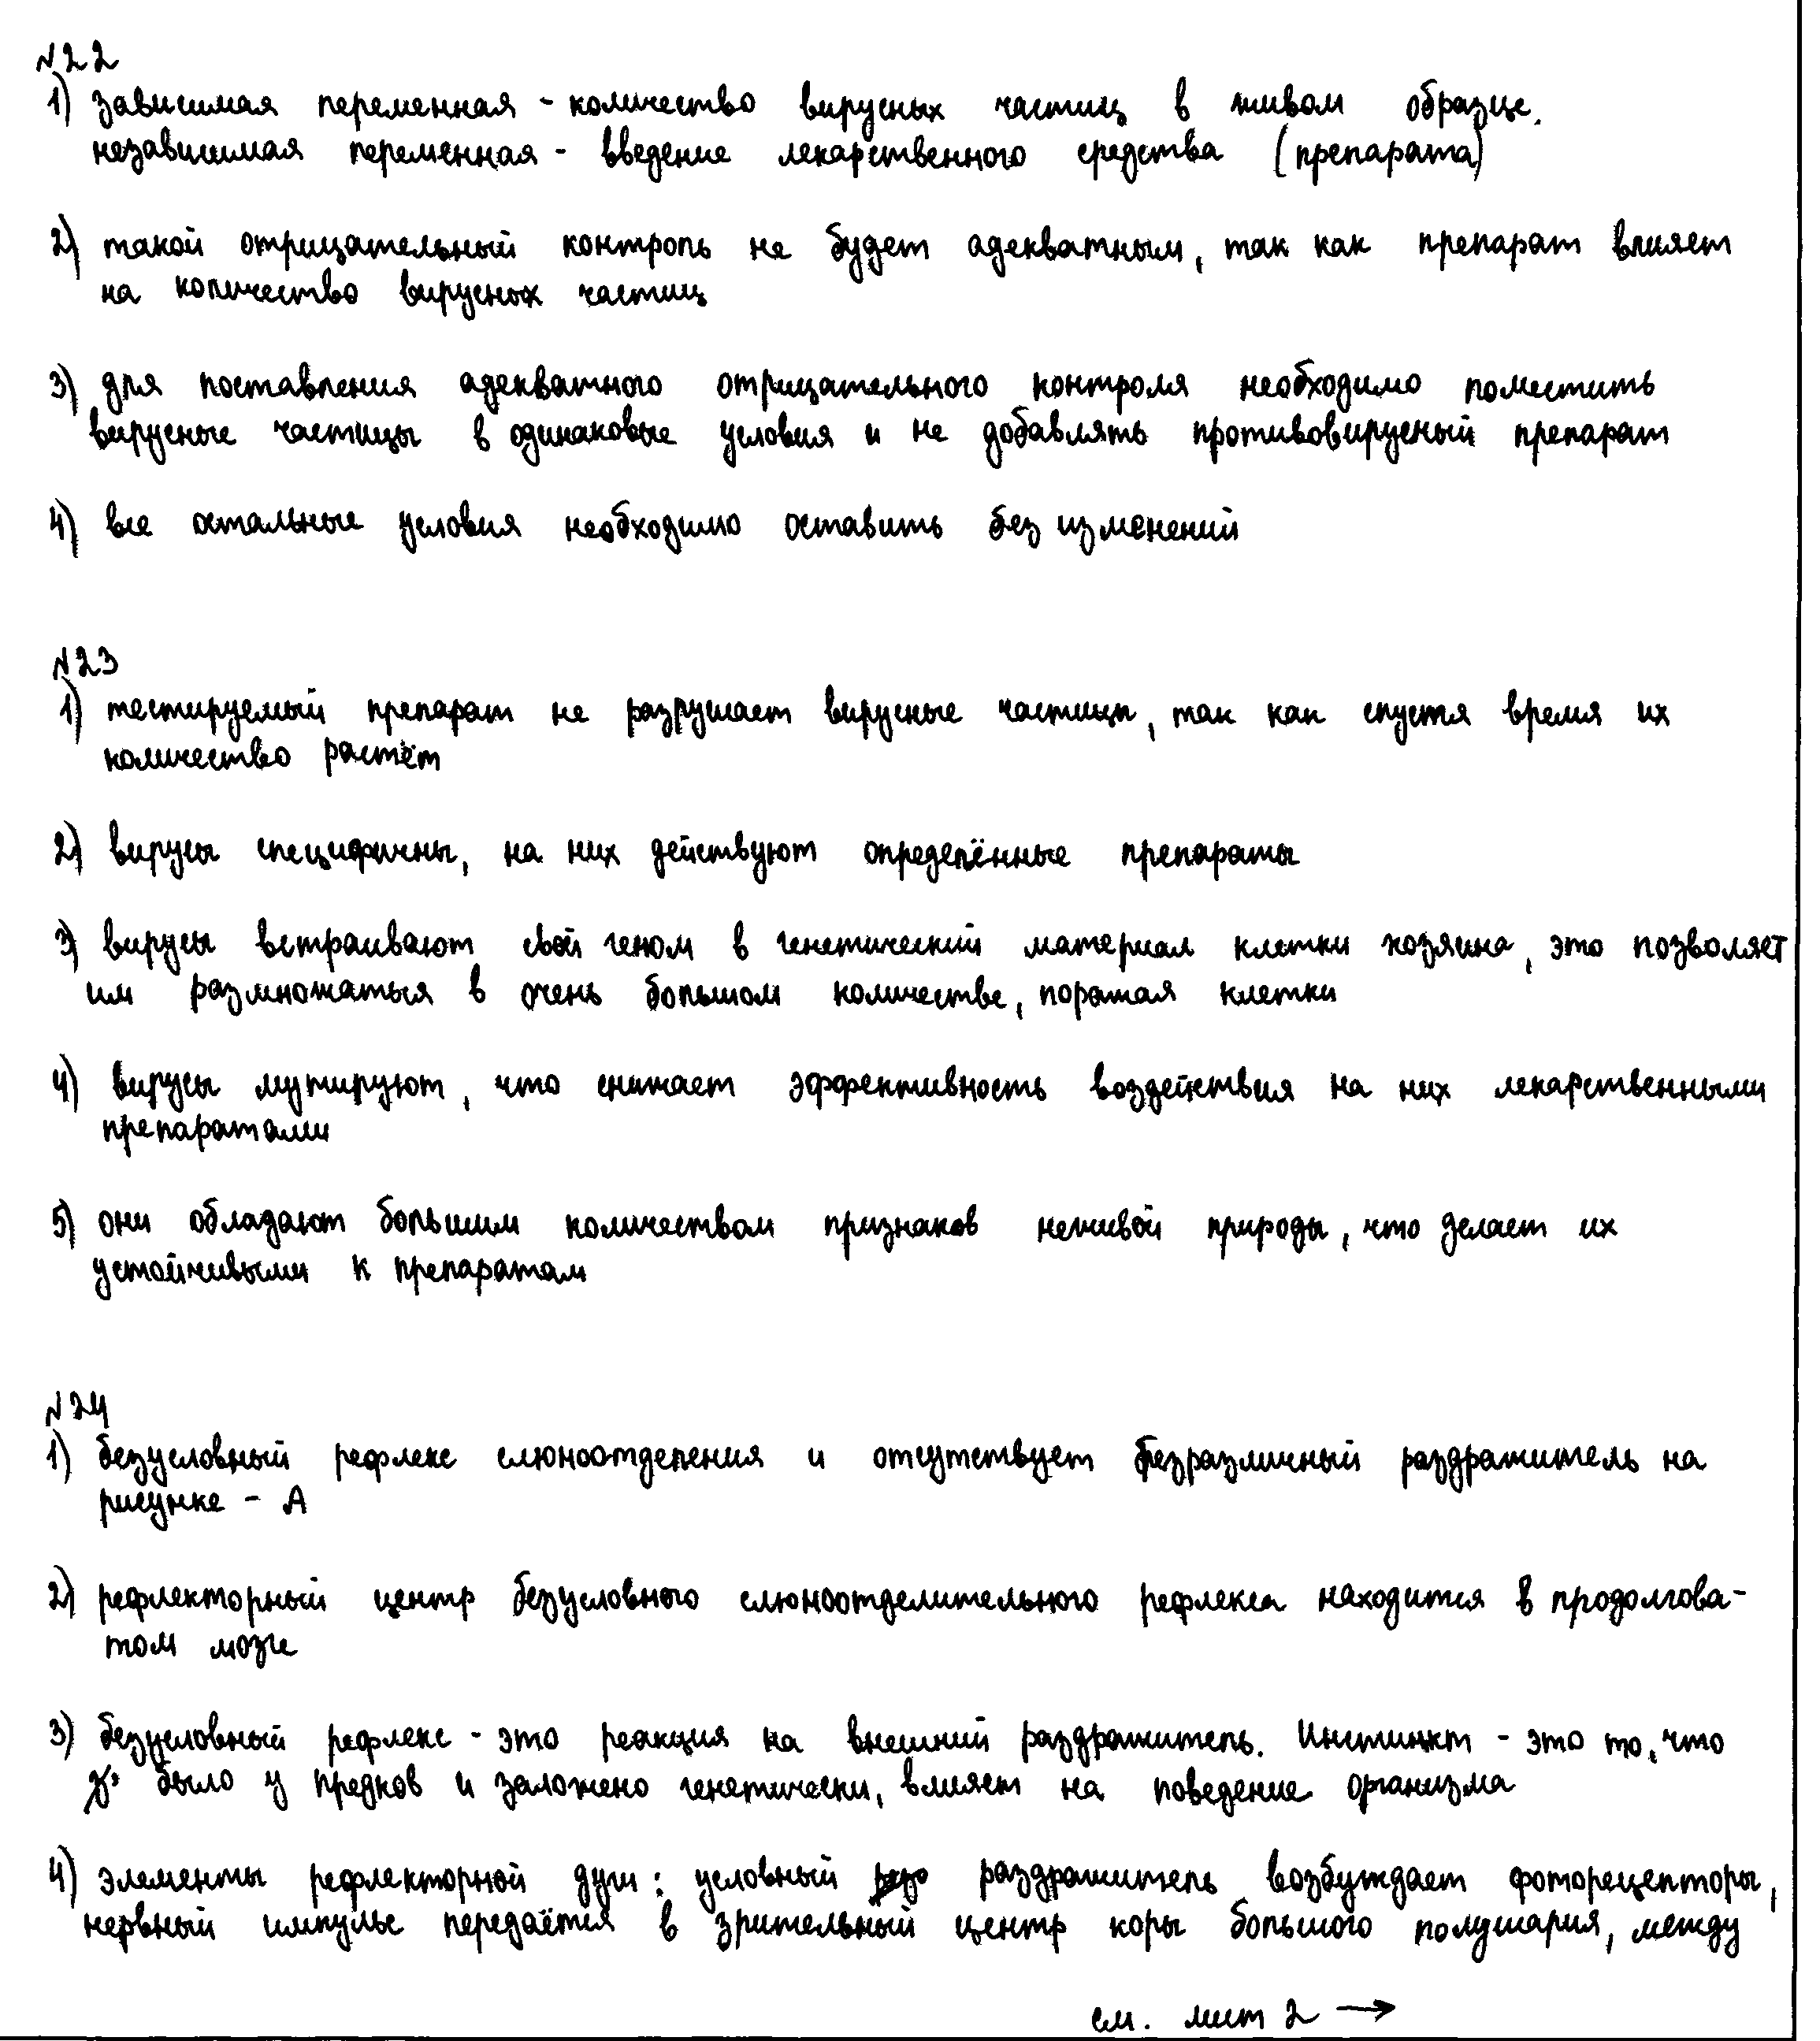 №22
1) зависимая переменная - количество вирусных частиц в живом образце.
независимая переменная - введение лекарственного средства (препарата)
2) такой отрицательный контроль не будет адекватным, так как препарат влияет
на количество вирусных частиц
3) для поставления адекватного отрицательного контроля необходимо поместить
вирусные частицы в одинаковые условия и не добавлять противовирусный препарат
4) все остальные условия необходимо оставить без изменений
№23
1) тестируемый препарат не разрушает вирусные частицы, так как спустя время их
количество растёт
2) вирусы специфичны, на них действуют определённые препараты
3) вирусы встраивают свой геном в генетический материал клетки хозяина, это позволяет
им размножаться в очень большом количестве, поражая клетки
4) вирусы мутируют, что снижает эффективность воздействия на них лекарственными
препаратами
5) они обладают большим количеством признаков неживой природы, что делает их
устойчивыми к препаратам
№24
1) безусловный рефлекс слюноотделения и отсутствует безразличный раздражитель на
рисунке - А
2) рефлекторный центр безусловного слюноотделительного рефлекса находится в продолгова-
том мозге
3) безусловный рефлекс - это реакция на внешний раздражитель. Инстинкт - это то, что
было у предков и заложено генетически, влияет на поведение организма
4) элементы рефлекторной дуги: условный раздражитель возбуждает фоторецепторы,
нервный импульс передаётся в зрительный центр коры большого полушария, между
см. лист 2 →